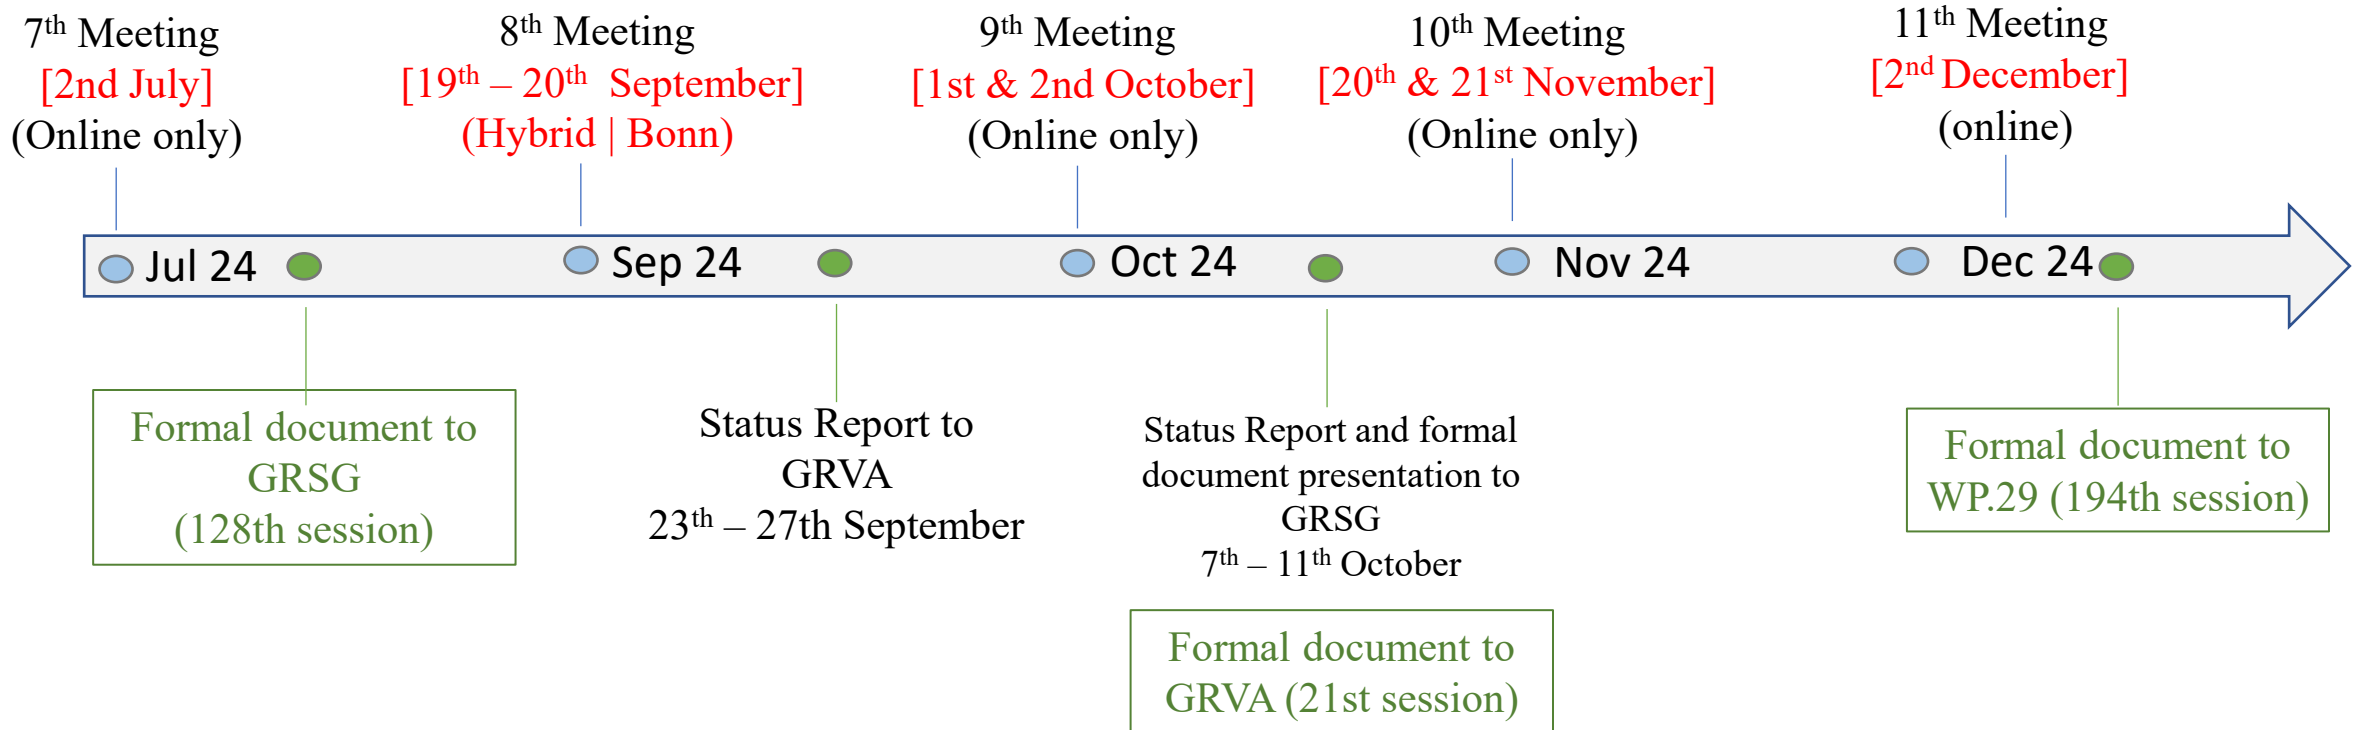 7th Meeting
[2nd July]
(Online only)
8th Meeting
[19th – 20th September]
(Hybrid | Bonn)
9th Meeting
[1st & 2nd October]
(Online only)
10th Meeting
[20th & 21st November]
(Online only)
11th Meeting
[2nd December]
(online)
Jul 24
Sep 24
Oct 24
Nov 24
Dec 24
Formal document to
GRSG
(128th session)
Status Report to
GRVA
23th – 27th September
Status Report and formal
document presentation to
GRSG
7th – 11th October
Formal document to
GRVA (21st session)
Formal document to
WP.29 (194th session)